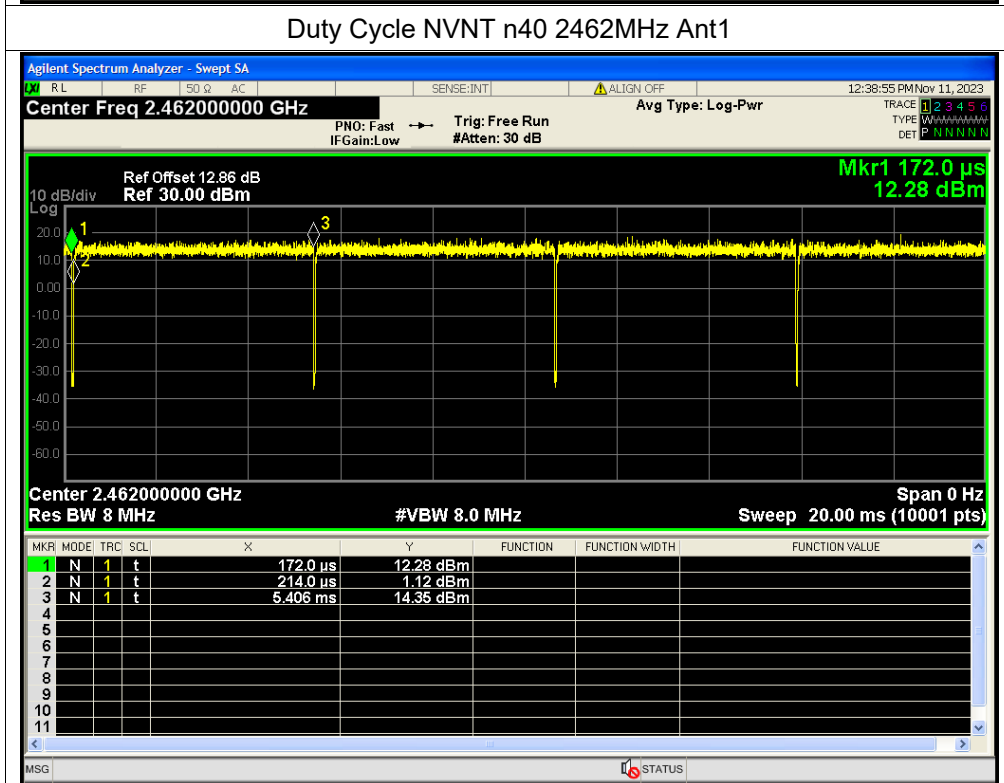 Duty Cycle NVNT n40 2462MHz Ant1
Agilent Spectrum Analyzer - Swept SA
LXI RL RF 50 Ω AC SENSE:INT ALIGN OFF 12:38:55 PMNov 11, 2023
Center Freq 2.462000000 GHz Avg Type: Log-Pwr TRACE 1 2 3 4 5 6
PNO: Fast Trig: Free Run TYPE WWWWWW
IFGain:Low #Atten: 30 dB DET P N N N N N
Mkr1 172.0 µs
Ref Offset 12.86 dB
10 dB/div Ref 30.00 dBm 12.28 dBm
Log
20.0
10.0
0.00
-10.0
-20.0
-30.0
-40.0
-50.0
-60.0
1
2
3
Center 2.462000000 GHz Span 0 Hz
Res BW 8 MHz #VBW 8.0 MHz Sweep 20.00 ms (10001 pts)
MKR MODE TRC SCL X Y FUNCTION FUNCTION WIDTH FUNCTION VALUE
1 N 1 t 172.0 µs 12.28 dBm
2 N 1 t 214.0 µs 1.12 dBm
3 N 1 t 5.406 ms 14.35 dBm
4
5
6
7
8
9
10
11
MSG STATUS